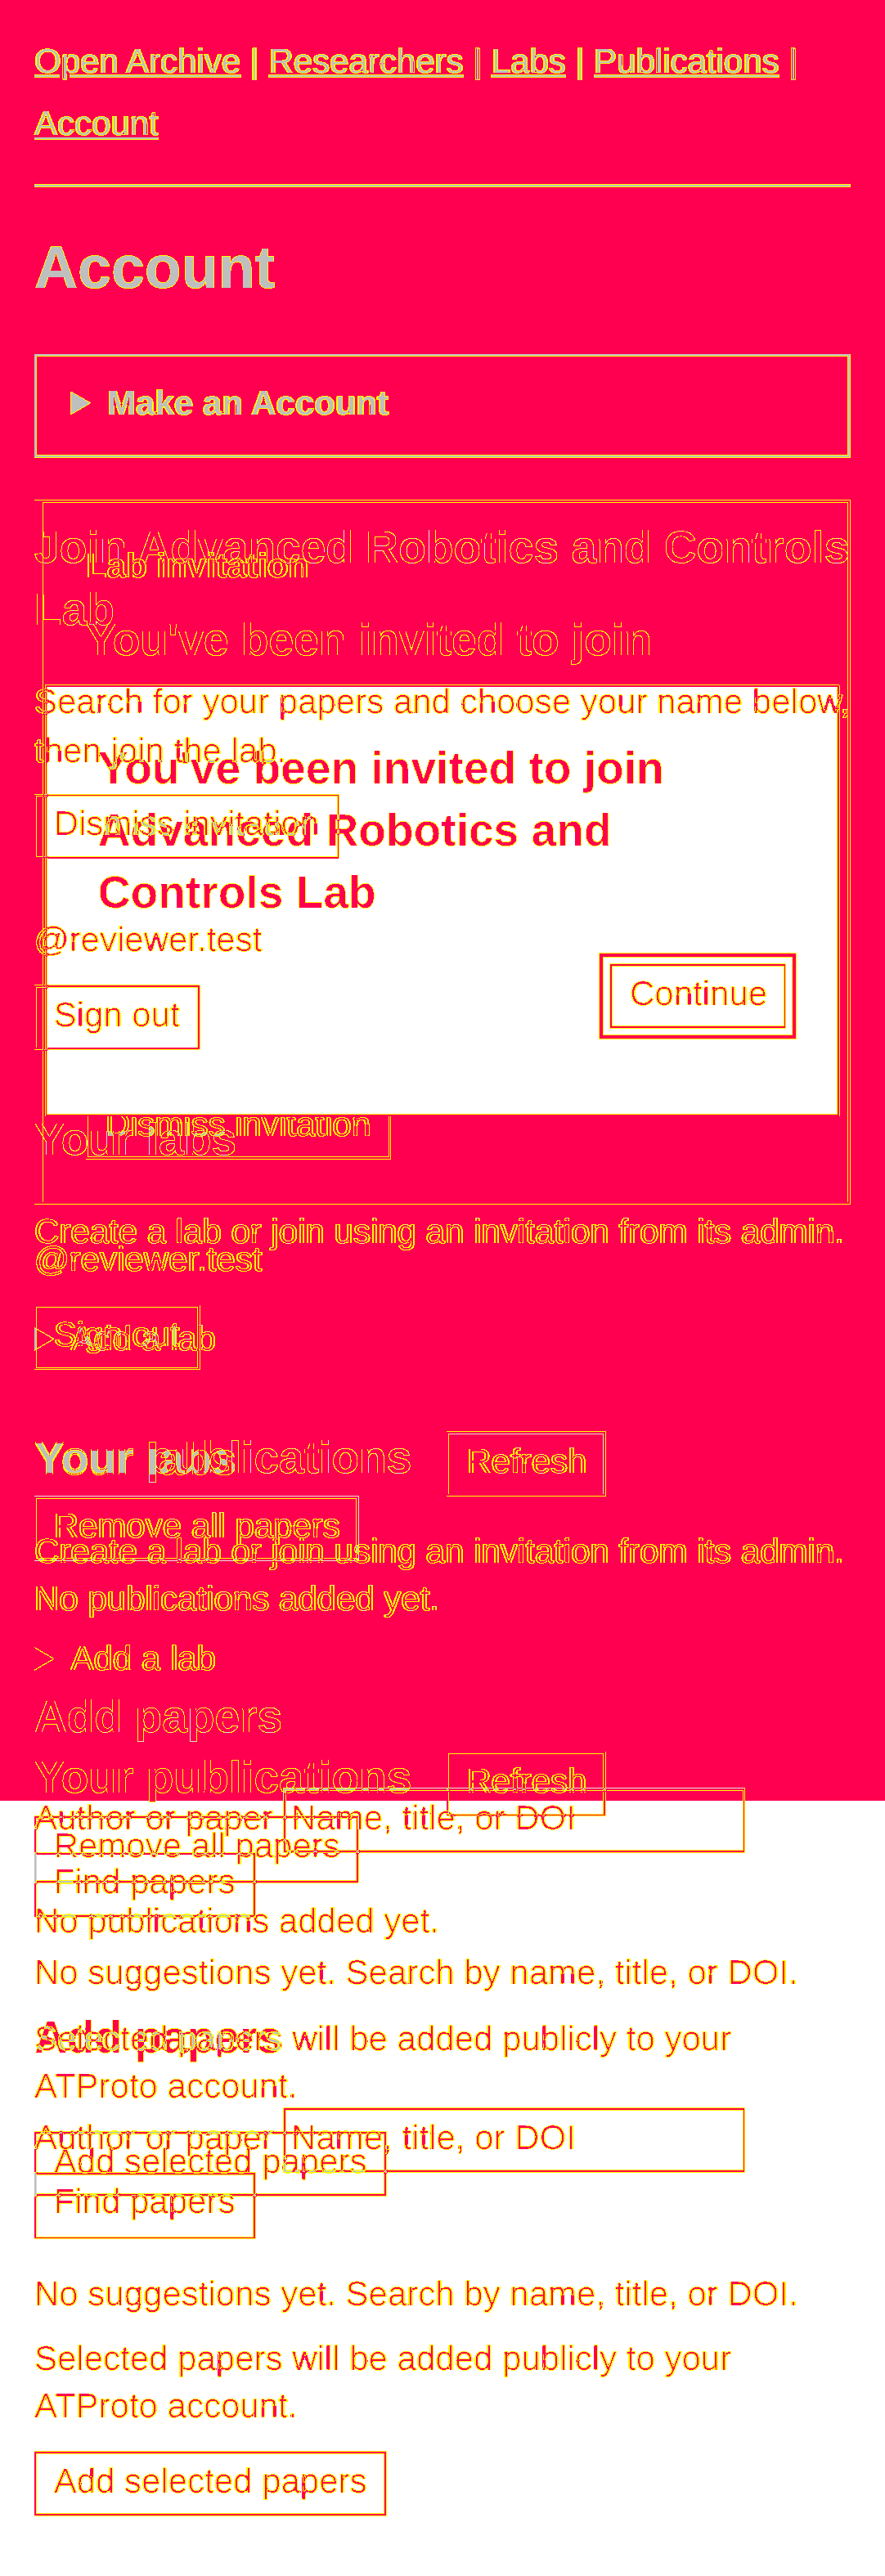 Open Archive | Researchers | Labs | Publications |
Account
Account
Make an Account
Join Advanced Robotics and Controls
Lab invitation
Lab
You've been invited to join
Search for your papers and choose your name below,
then join the lab.
You've been invited to join
Dismiss invitation
Advanced Robotics and
Controls Lab
@reviewer.test
Continue
Sign out
Dismiss invitation
Your labs
Create a lab or join using an invitation from its admin.
@reviewer.test
Sign out
Add a lab
Your labs
Your publications
Refresh
Remove all papers
Create a lab or join using an invitation from its admin.
No publications added yet.
Add a lab
Add papers
Your publications
Refresh
Author or paper Name, title, or DOI
Remove all papers
Find papers
No publications added yet.
No suggestions yet. Search by name, title, or DOI.
Add papers
Selected papers will be added publicly to your
ATProto account.
Author or paper Name, title, or DOI
Add selected papers
Find papers
No suggestions yet. Search by name, title, or DOI.
Selected papers will be added publicly to your
ATProto account.
Add selected papers